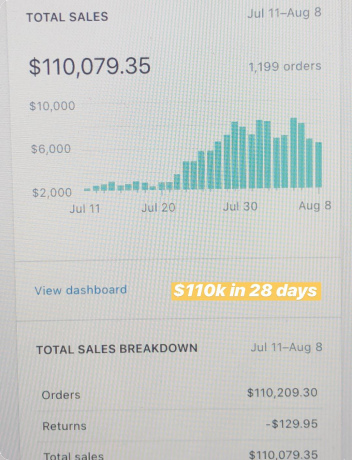 TOTAL SALES Jul 11–Aug 8
$110,079.35 1,199 orders
$10,000
$6,000
$2,000
Jul 11 Jul 20 Jul 30 Aug 8
View dashboard $110k in 28 days
TOTAL SALES BREAKDOWN Jul 11–Aug 8
Orders $110,209.30
Returns -$129.95
Total sales $110,079.35